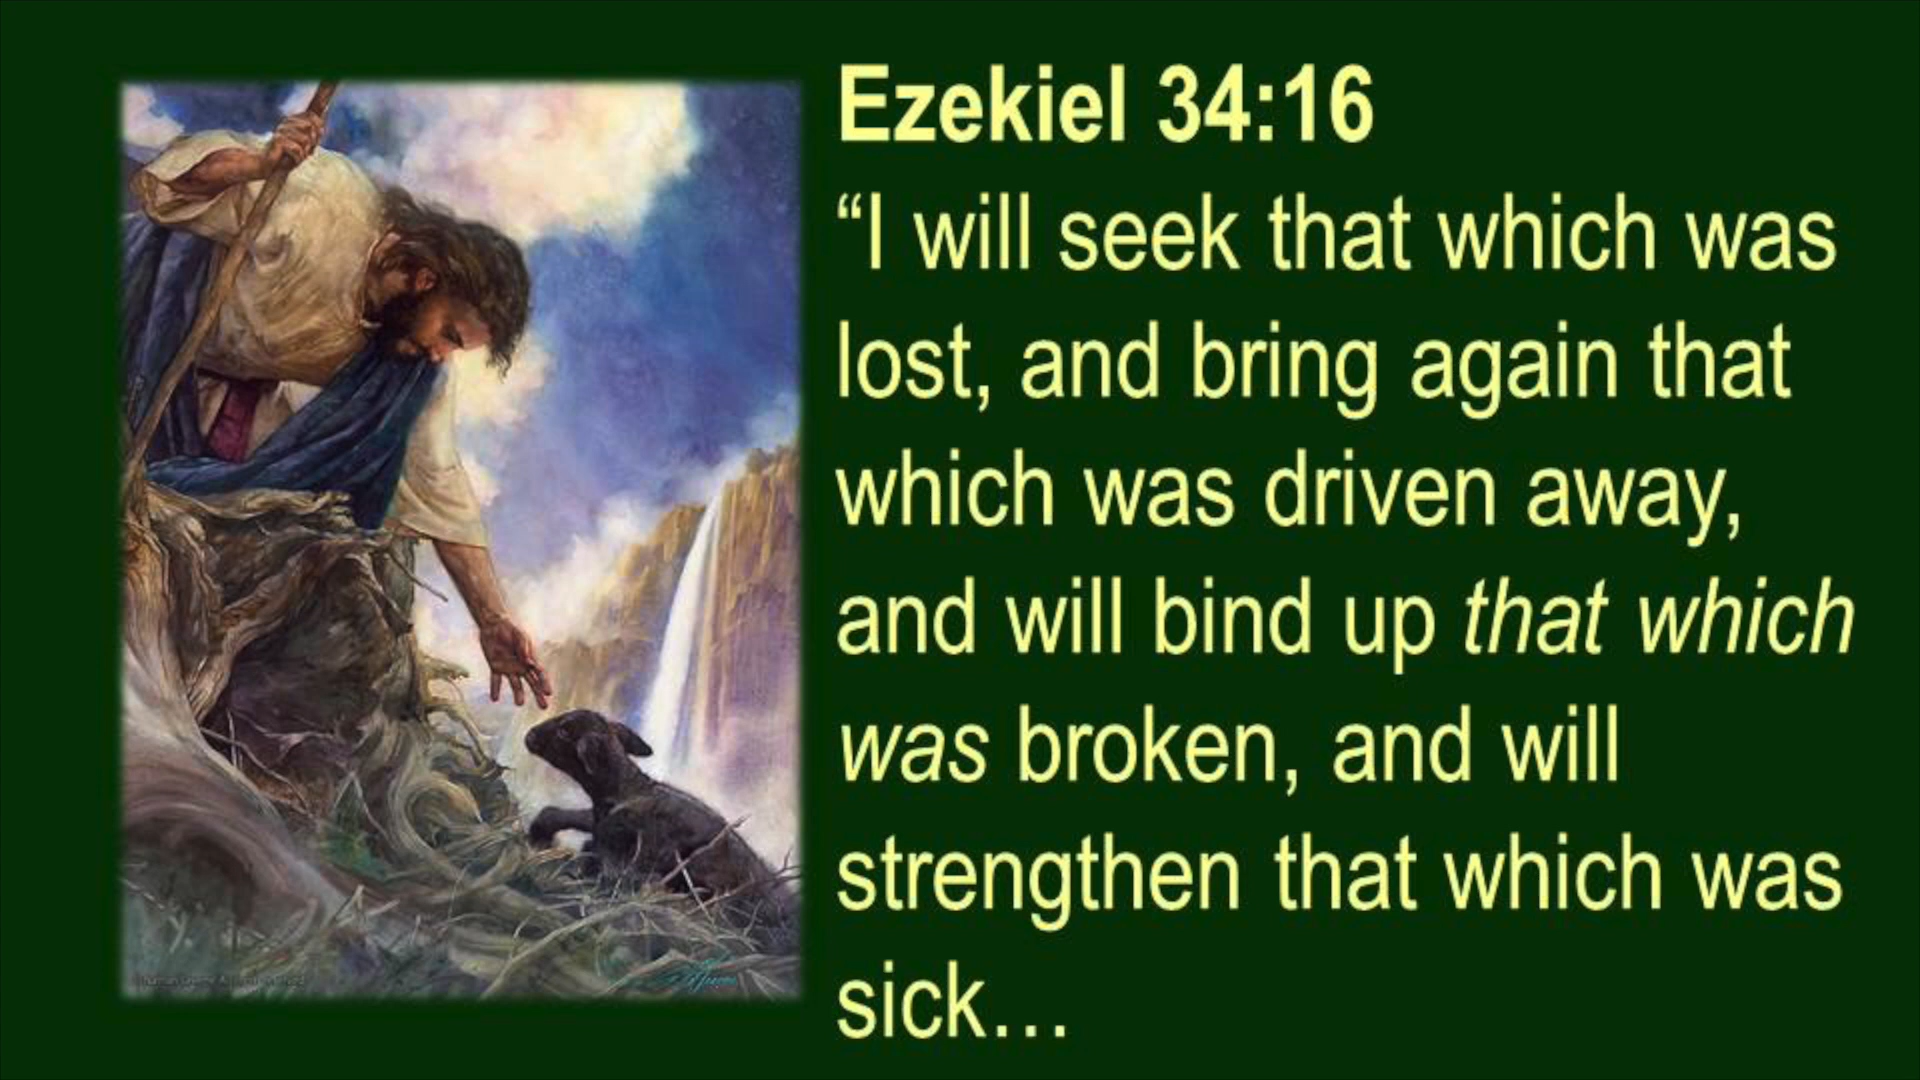 Ezekiel 34:16
“I will seek that which was
lost, and bring again that
which was driven away,
and will bind up that which
was broken, and will
strengthen that which was
sick…